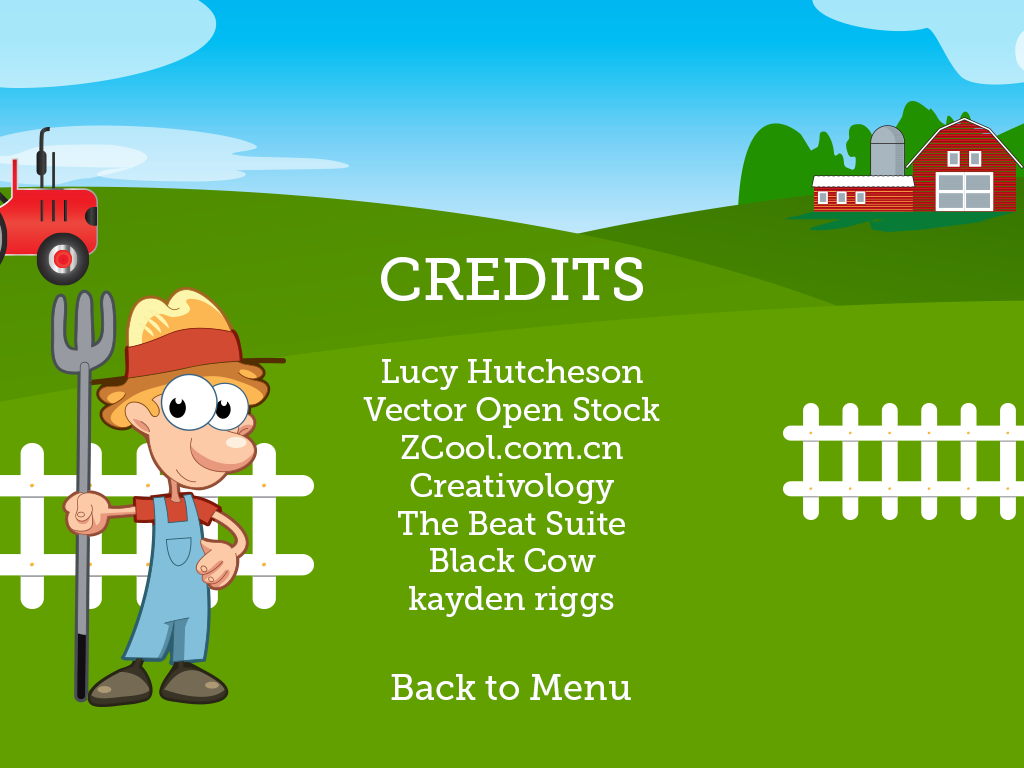 CREDITS
Lucy Hutcheson
Vector Open Stock
ZCool.com.cn
Creativology
The Beat Suite
Black Cow
kayden riggs
Back to Menu